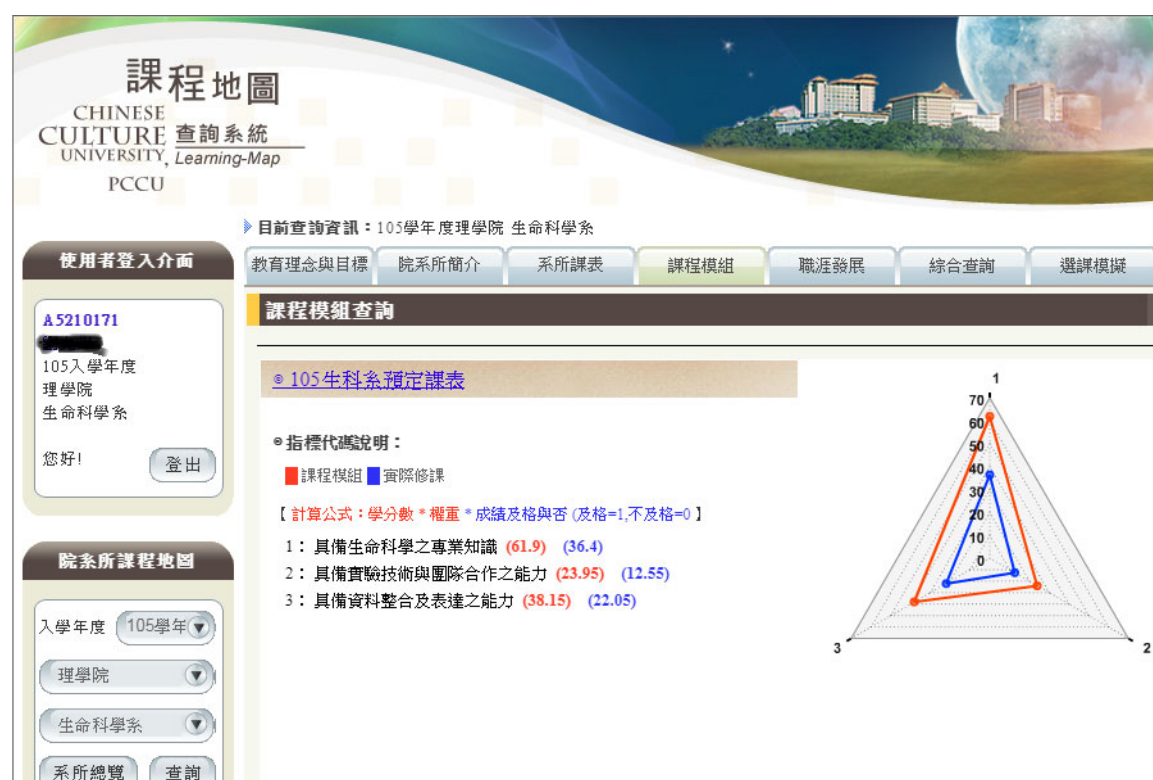 課程地圖
CHINESE
CULTURE 查詢系統
UNIVERSITY, Learning-Map
PCCU
目前查詢資訊：105學年度理學院 生命科學系
使用者登入介面
教育理念與目標 院系所簡介 系所課表 課程模組 職涯發展 綜合查詢 選課模擬
課程模組查詢
A5210171
105入學年度
理學院
生命科學系
您好! 登出
◎ 105生科系預定課表
◎指標代碼說明：
課程模組 實際修課
【 計算公式：學分數 * 權重 * 成績及格與否 (及格=1,不及格=0 】
1： 具備生命科學之專業知識 (61.9) (36.4)
2： 具備實驗技術與團隊合作之能力 (23.95) (12.55)
3： 具備資料整合及表達之能力 (38.15) (22.05)
1
70
60
50
40
30
20
10
0
3
2
院系所課程地圖
入學年度 105學年
理學院
生命科學系
系所總覽 查詢